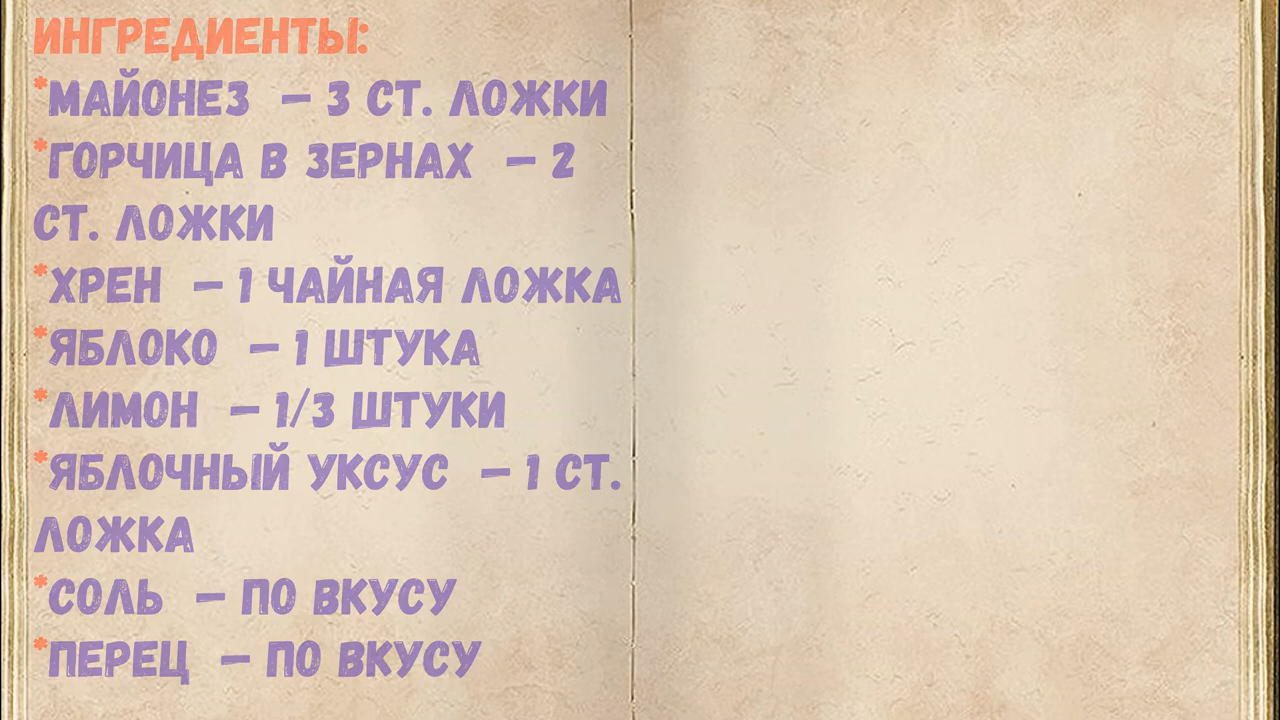 ИНГРЕДИЕНТЫ:
*МАЙОНЕЗ – 3 СТ. ЛОЖКИ
*ГОРЧИЦА В ЗЕРНАХ – 2
СТ. ЛОЖКИ
*ХРЕН – 1 ЧАЙНАЯ ЛОЖКА
*ЯБЛОКО – 1 ШТУКА
*ЛИМОН – 1/3 ШТУКИ
*ЯБЛОЧНЫЙ УКСУС – 1 СТ.
ЛОЖКА
*СОЛЬ – ПО ВКУСУ
*ПЕРЕЦ – ПО ВКУСУ